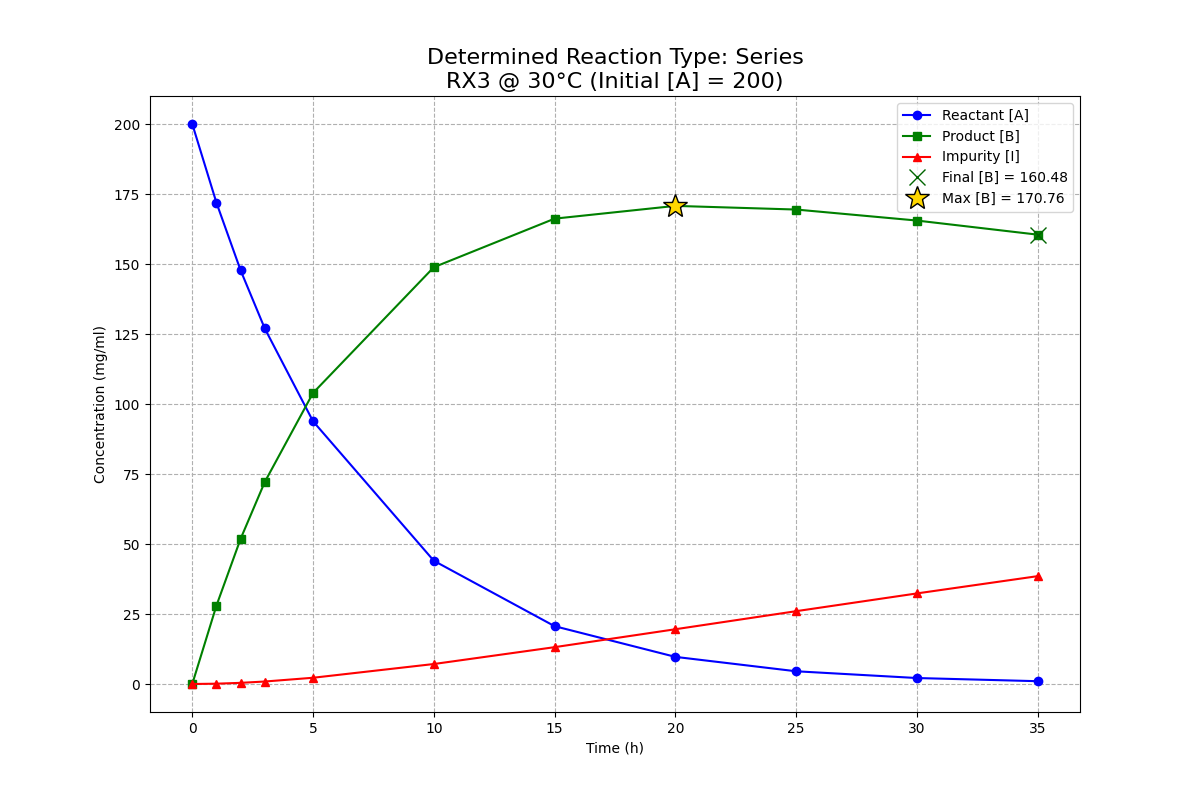 Determined Reaction Type: Series
RX3 @ 30°C (Initial [A] = 200)
Reactant [A]
Product [B]
Impurity [I]
Final [B] = 160.48
Max [B] = 170.76
Concentration (mg/ml)
200
175
150
125
100
75
50
25
0
0 5 10 15 20 25 30 35
Time (h)